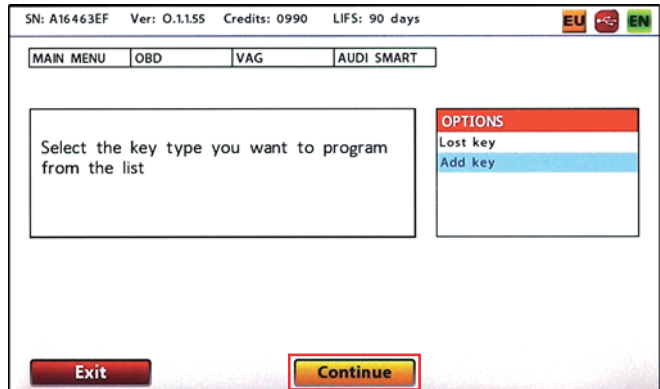 SN: A16463EF Ver: 0.1.1.55 Credits: 0990 LIFS: 90 days EU EN
MAIN MENU OBD VAG AUDI SMART
OPTIONS
Select the key type you want to program
from the list
Lost key
Add key
Exit Continue